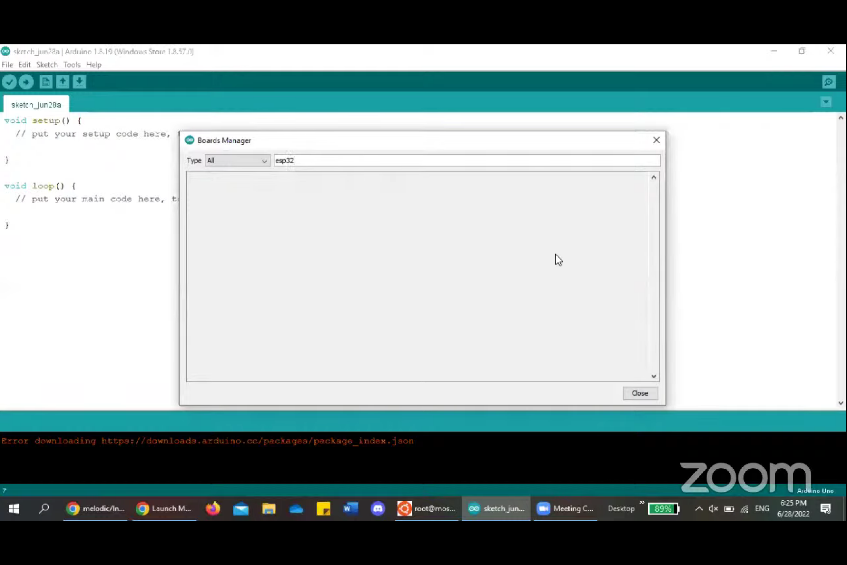 sketch_jun28a | Arduino 1.8.19 (Windows Store 1.8.57.0)
File Edit Sketch Tools Help
sketch_jun28a
void setup() {
// put your setup code here,
}
void loop() {
// put your main code here, t
}
Boards Manager
Type All esp32
Close
Error downloading https://downloads.arduino.cc/packages/package_index.json
zoom
Arduino Uno
melodic/In... Launch M... root@mos... sketch_jun... Meeting C... Desktop 89% ENG 6:25 PM
6/28/2022